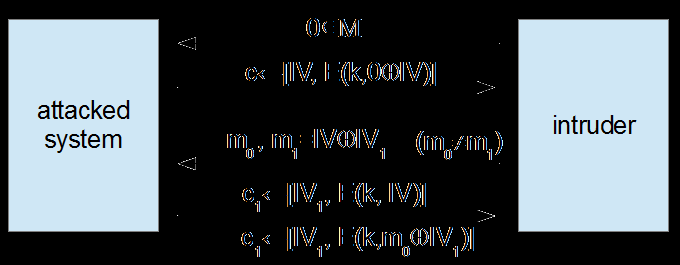 0∈M
c← [IV, E(k,0⊕IV)]
attacked
system
intruder
m₀ , m₁=IV⊕IV₁ (m₀≠m₁)
c₁← [IV₁, E(k, IV)]
c₁← [IV₁, E(k,m₀⊕IV₁)]